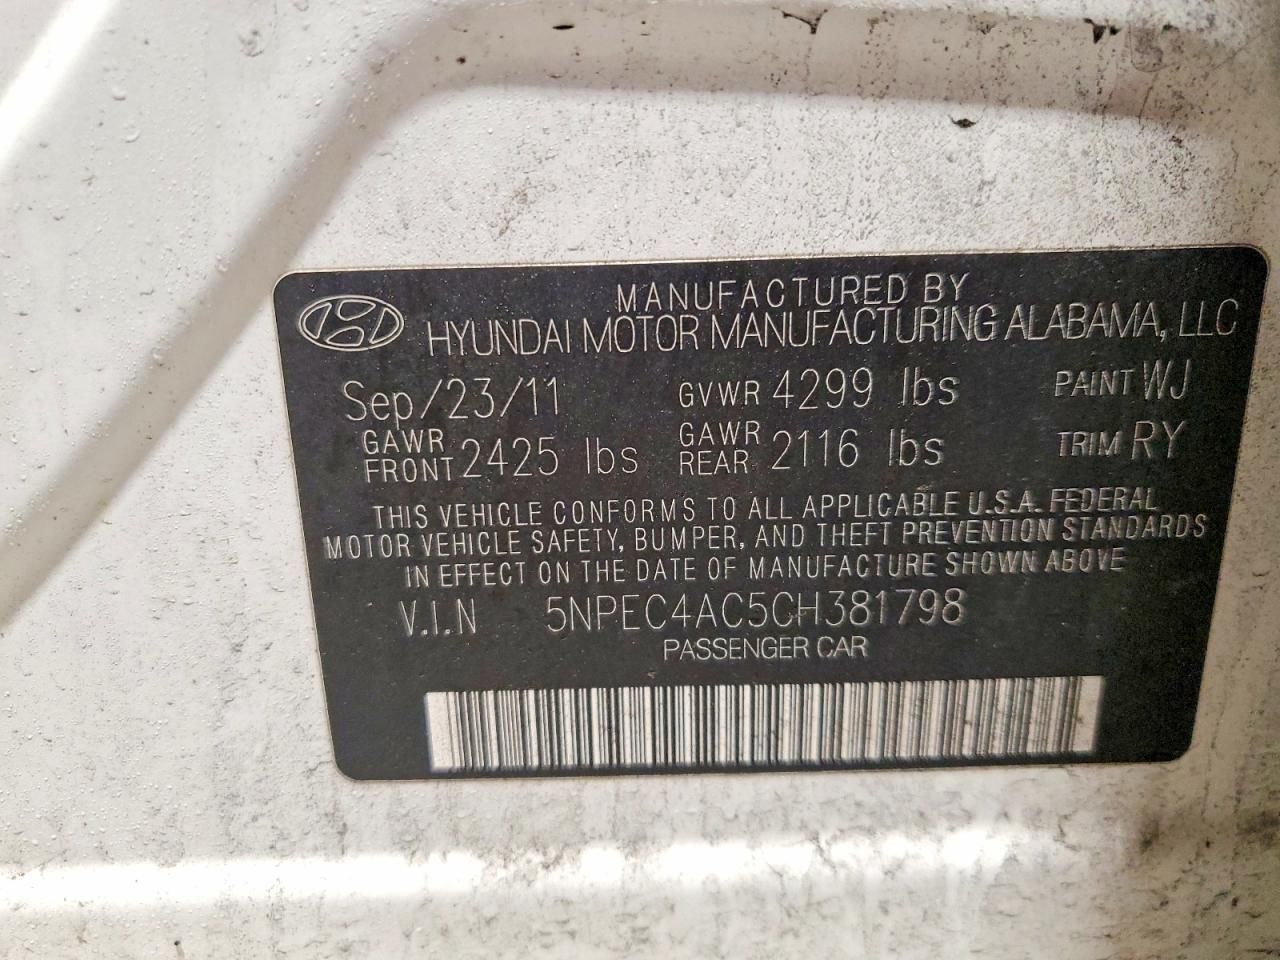 MANUFACTURED BY
HYUNDAI MOTOR MANUFACTURING ALABAMA, LLC
Sep/23/11 GVWR 4299 lbs PAINT WJ
GAWR FRONT 2425 lbs GAWR REAR 2116 lbs TRIM RY
THIS VEHICLE CONFORMS TO ALL APPLICABLE U.S.A. FEDERAL
MOTOR VEHICLE SAFETY, BUMPER, AND THEFT PREVENTION STANDARDS
IN EFFECT ON THE DATE OF MANUFACTURE SHOWN ABOVE
V.I.N 5NPEC4AC5CH381798
PASSENGER CAR